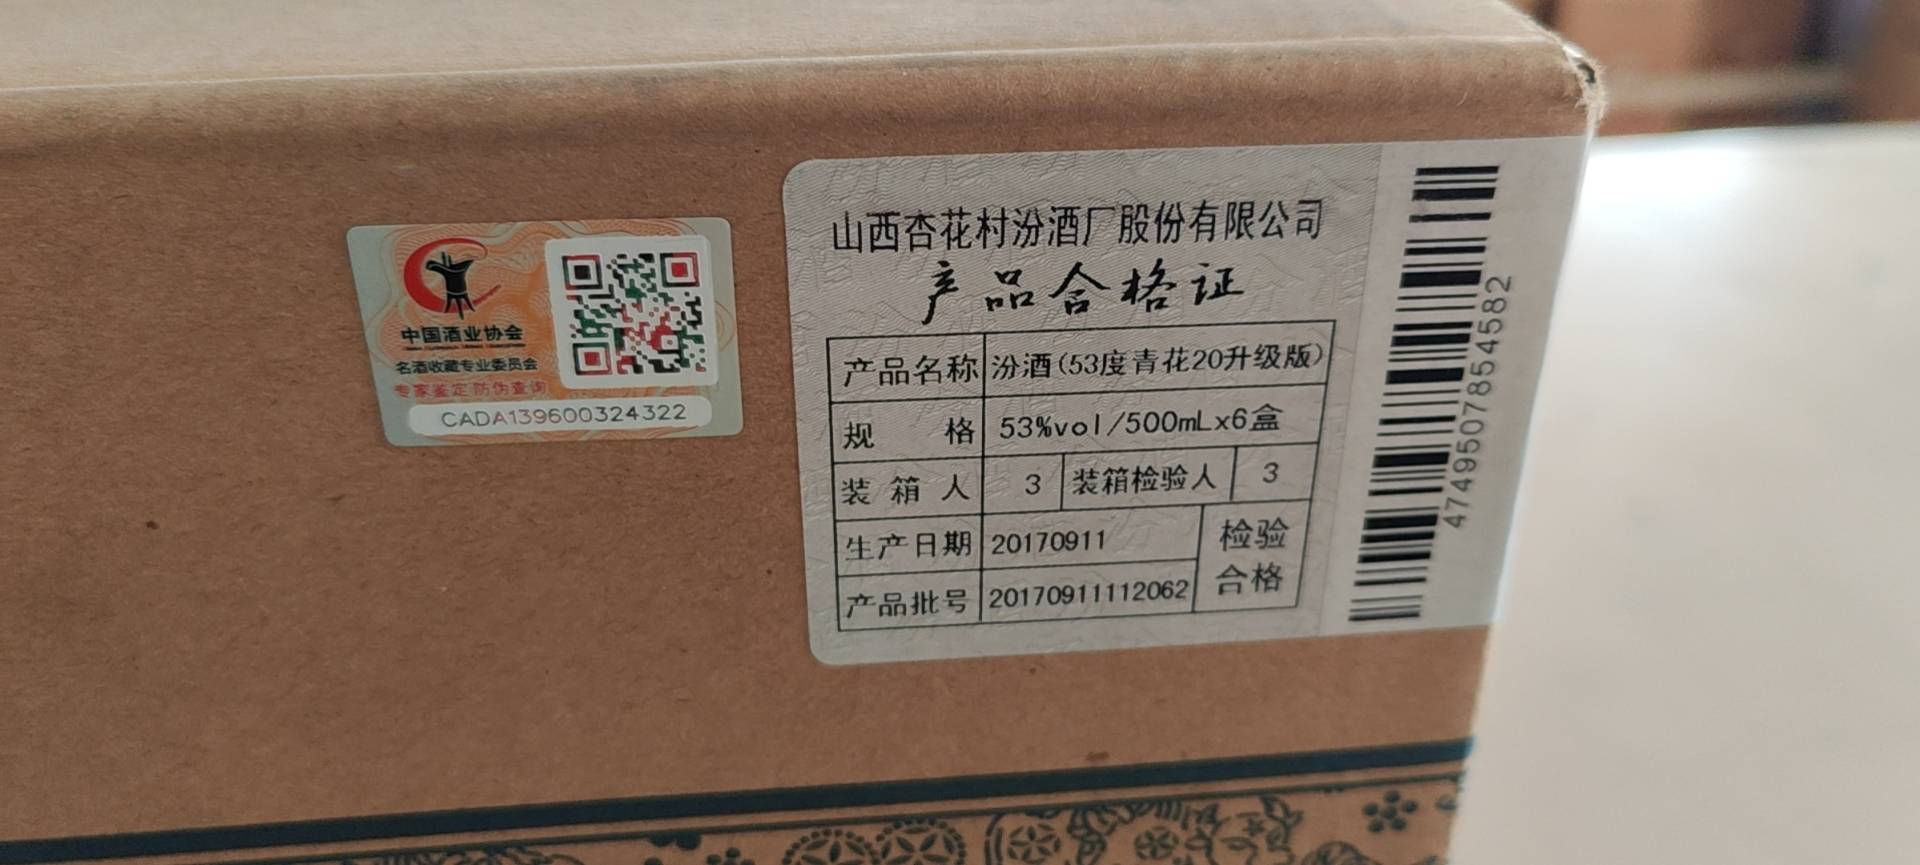 中国酒业协会
名酒收藏专业委员会
专家鉴定 防伪查询
CADA139600324322
山西杏花村汾酒厂股份有限公司
产品合格证
产品名称 汾酒(53度青花20升级版)
规 格 53%vol/500mLx6盒
装箱人 3 装箱检验人 3
生产日期 20170911
检验合格
产品批号 20170911112062
4749507854582